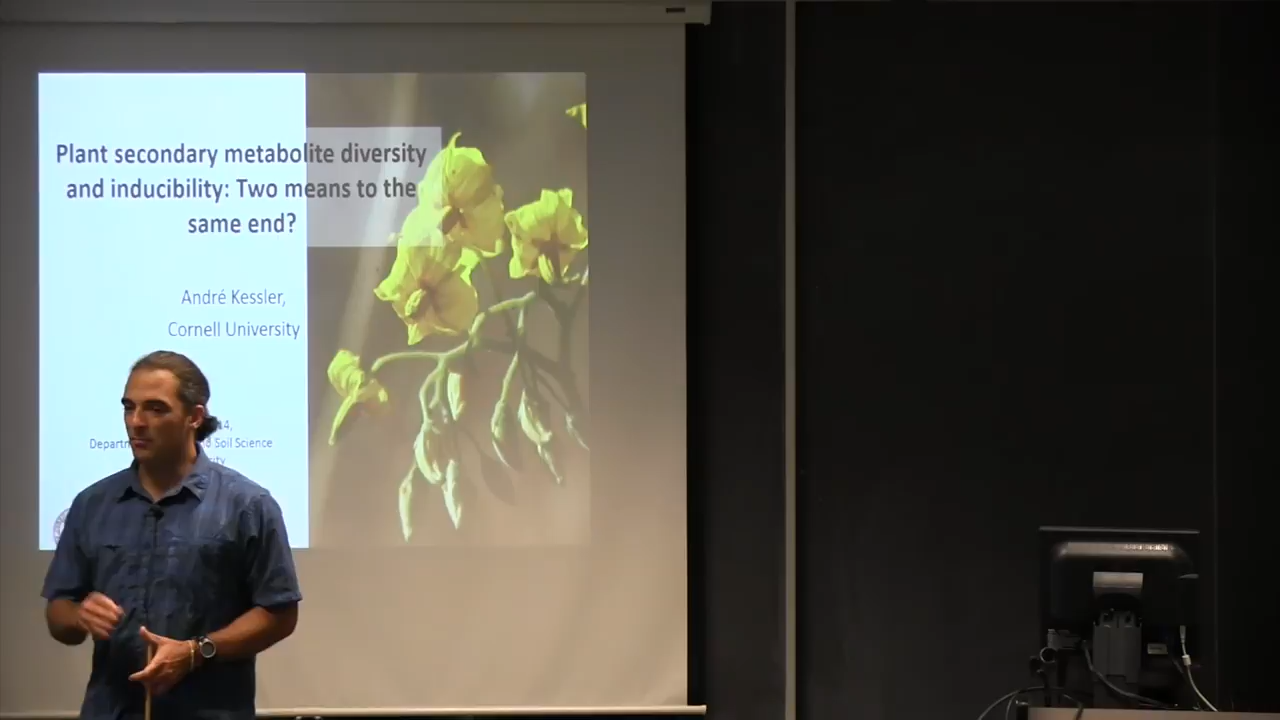 Plant secondary metabolite diversity
and inducibility: Two means to the
same end?
André Kessler,
Cornell University
Soil Science